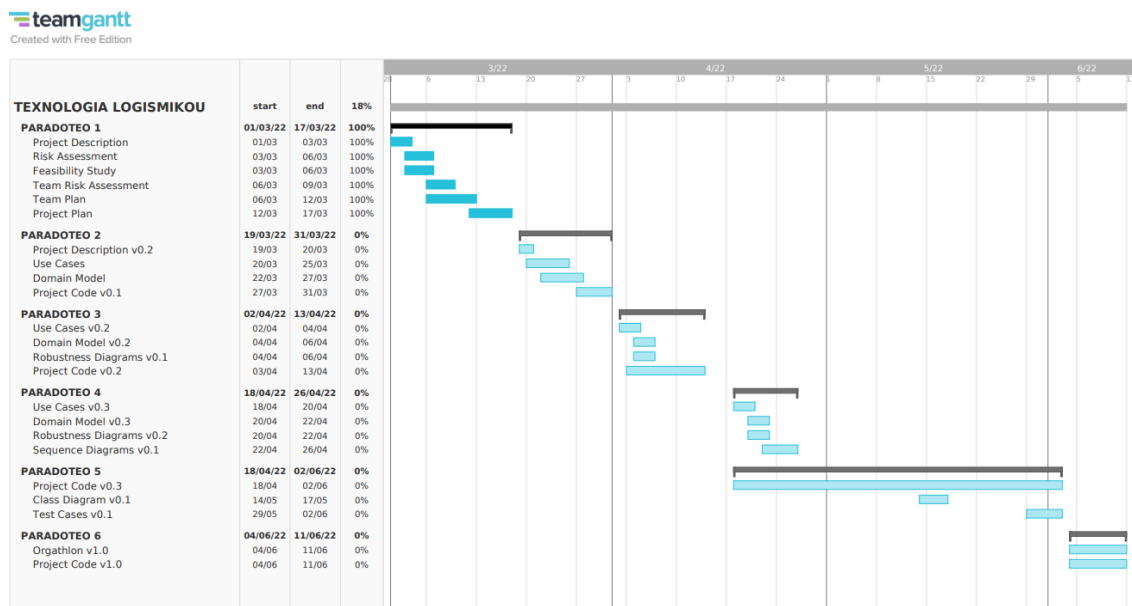 teamgantt
Created with Free Edition
3/22 4/22 5/22 6/22
28 6 13 20 27 3 10 17 24 1 8 15 22 29 5
TEXNOLOGIA LOGISMIKOU start end 18%
PARADOTEO 1 01/03/22 17/03/22 100%
Project Description 01/03 03/03 100%
Risk Assessment 03/03 06/03 100%
Feasibility Study 03/03 06/03 100%
Team Risk Assessment 06/03 09/03 100%
Team Plan 06/03 12/03 100%
Project Plan 12/03 17/03 100%
PARADOTEO 2 19/03/22 31/03/22 0%
Project Description v0.2 19/03 20/03 0%
Use Cases 20/03 25/03 0%
Domain Model 22/03 27/03 0%
Project Code v0.1 27/03 31/03 0%
PARADOTEO 3 02/04/22 13/04/22 0%
Use Cases v0.2 02/04 04/04 0%
Domain Model v0.2 04/04 06/04 0%
Robustness Diagrams v0.1 04/04 06/04 0%
Project Code v0.2 03/04 13/04 0%
PARADOTEO 4 18/04/22 26/04/22 0%
Use Cases v0.3 18/04 20/04 0%
Domain Model v0.3 20/04 22/04 0%
Robustness Diagrams v0.2 20/04 22/04 0%
Sequence Diagrams v0.1 22/04 26/04 0%
PARADOTEO 5 18/04/22 02/06/22 0%
Project Code v0.3 18/04 02/06 0%
Class Diagram v0.1 14/05 17/05 0%
Test Cases v0.1 29/05 02/06 0%
PARADOTEO 6 04/06/22 11/06/22 0%
Orgathlon v1.0 04/06 11/06 0%
Project Code v1.0 04/06 11/06 0%